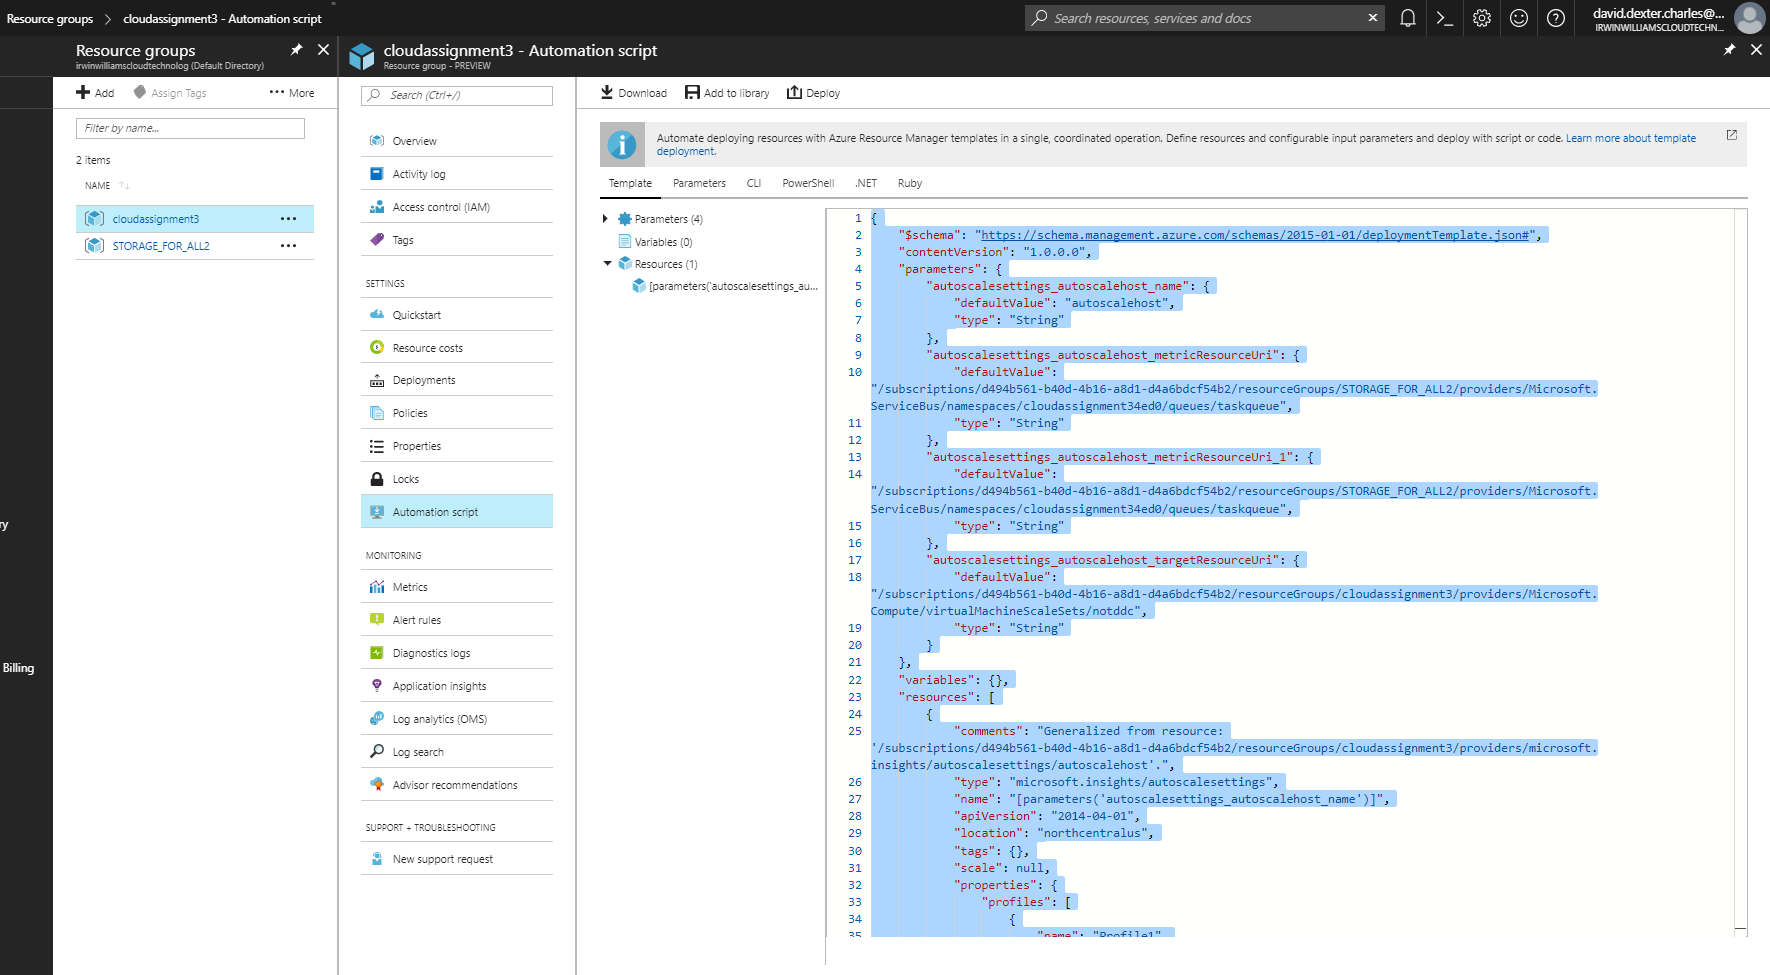 Resource groups > cloudassignment3 - Automation script
Search resources, services and docs
david.dexter.charles@...
IRWINWILLIAMSCLOUDTECHN...
ry
Billing
Resource groups
irwinwilliamscloudtechnolog (Default Directory)
Add
Assign Tags
More
Filter by name...
2 items
NAME
cloudassignment3
STORAGE_FOR_ALL2
cloudassignment3 - Automation script
Resource group - PREVIEW
Search (Ctrl+/)
Overview
Activity log
Access control (IAM)
Tags
SETTINGS
Quickstart
Resource costs
Deployments
Policies
Properties
Locks
Automation script
MONITORING
Metrics
Alert rules
Diagnostics logs
Application insights
Log analytics (OMS)
Log search
Advisor recommendations
SUPPORT + TROUBLESHOOTING
New support request
Download
Add to library
Deploy
Automate deploying resources with Azure Resource Manager templates in a single, coordinated operation. Define resources and configurable input parameters and deploy with script or code. Learn more about template
deployment.
Template
Parameters
CLI
PowerShell
.NET
Ruby
Parameters (4)
Variables (0)
Resources (1)
[parameters('autoscalesettings_au...
1 {
2 "$schema": "https://schema.management.azure.com/schemas/2015-01-01/deploymentTemplate.json#",
3 "contentVersion": "1.0.0.0",
4 "parameters": {
5 "autoscalesettings_autoscalehost_name": {
6 "defaultValue": "autoscalehost",
7 "type": "String"
8 },
9 "autoscalesettings_autoscalehost_metricResourceUri": {
10 "defaultValue":
"/subscriptions/d494b561-b40d-4b16-a8d1-d4a6bdcf54b2/resourceGroups/STORAGE_FOR_ALL2/providers/Microsoft.
ServiceBus/namespaces/cloudassignment34ed0/queues/taskqueue",
11 "type": "String"
12 },
13 "autoscalesettings_autoscalehost_metricResourceUri_1": {
14 "defaultValue":
"/subscriptions/d494b561-b40d-4b16-a8d1-d4a6bdcf54b2/resourceGroups/STORAGE_FOR_ALL2/providers/Microsoft.
ServiceBus/namespaces/cloudassignment34ed0/queues/taskqueue",
15 "type": "String"
16 },
17 "autoscalesettings_autoscalehost_targetResourceUri": {
18 "defaultValue":
"/subscriptions/d494b561-b40d-4b16-a8d1-d4a6bdcf54b2/resourceGroups/cloudassignment3/providers/Microsoft.
Compute/virtualMachineScaleSets/notddc",
19 "type": "String"
20 }
21 },
22 "variables": {},
23 "resources": [
24 {
25 "comments": "Generalized from resource:
'/subscriptions/d494b561-b40d-4b16-a8d1-d4a6bdcf54b2/resourceGroups/cloudassignment3/providers/microsoft.
insights/autoscalesettings/autoscalehost'.",
26 "type": "microsoft.insights/autoscalesettings",
27 "name": "[parameters('autoscalesettings_autoscalehost_name')]",
28 "apiVersion": "2014-04-01",
29 "location": "northcentralus",
30 "tags": {},
31 "scale": null,
32 "properties": {
33 "profiles": [
34 {
35 "name": "Profile1",